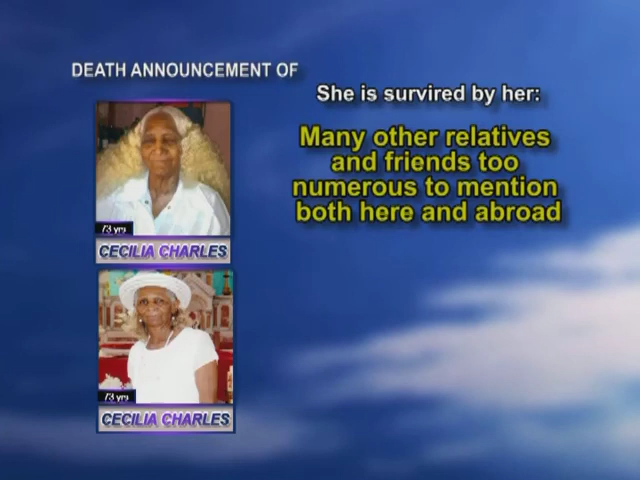 DEATH ANNOUNCEMENT OF
73 yrs
CECILIA CHARLES
73 yrs
CECILIA CHARLES
She is survired by her:
Many other relatives
and friends too
numerous to mention
both here and abroad